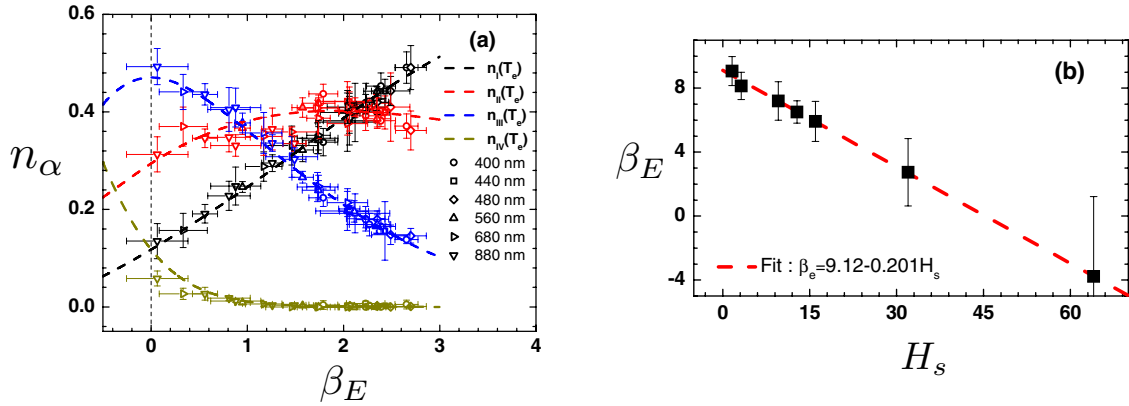 0.6
0.4
0.2
0.0
n_α
(a)
n_I(T_e)
n_II(T_e)
n_III(T_e)
n_IV(T_e)
400 nm
440 nm
480 nm
560 nm
680 nm
880 nm
0 1 2 3 4
β_E
8
4
0
-4
β_E
(b)
Fit : β_e=9.12-0.201H_s
0 15 30 45 60
H_s